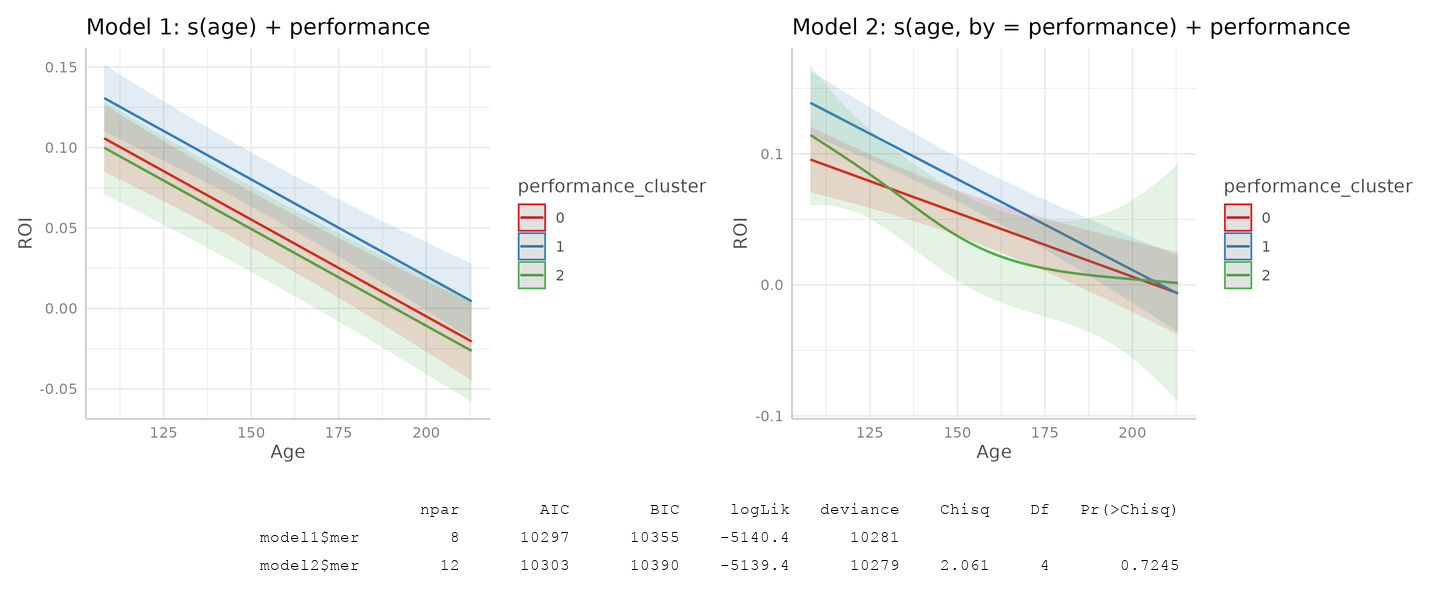 Model 1: s(age) + performance
0.15
0.10
0.05
0.00
-0.05
ROI
125 150 175 200
Age
performance_cluster
0
1
2
Model 2: s(age, by = performance) + performance
0.1
0.0
-0.1
ROI
125 150 175 200
Age
performance_cluster
0
1
2
npar AIC BIC logLik deviance Chisq Df Pr(>Chisq)
model1$mer 8 10297 10355 -5140.4 10281
model2$mer 12 10303 10390 -5139.4 10279 2.061 4 0.7245